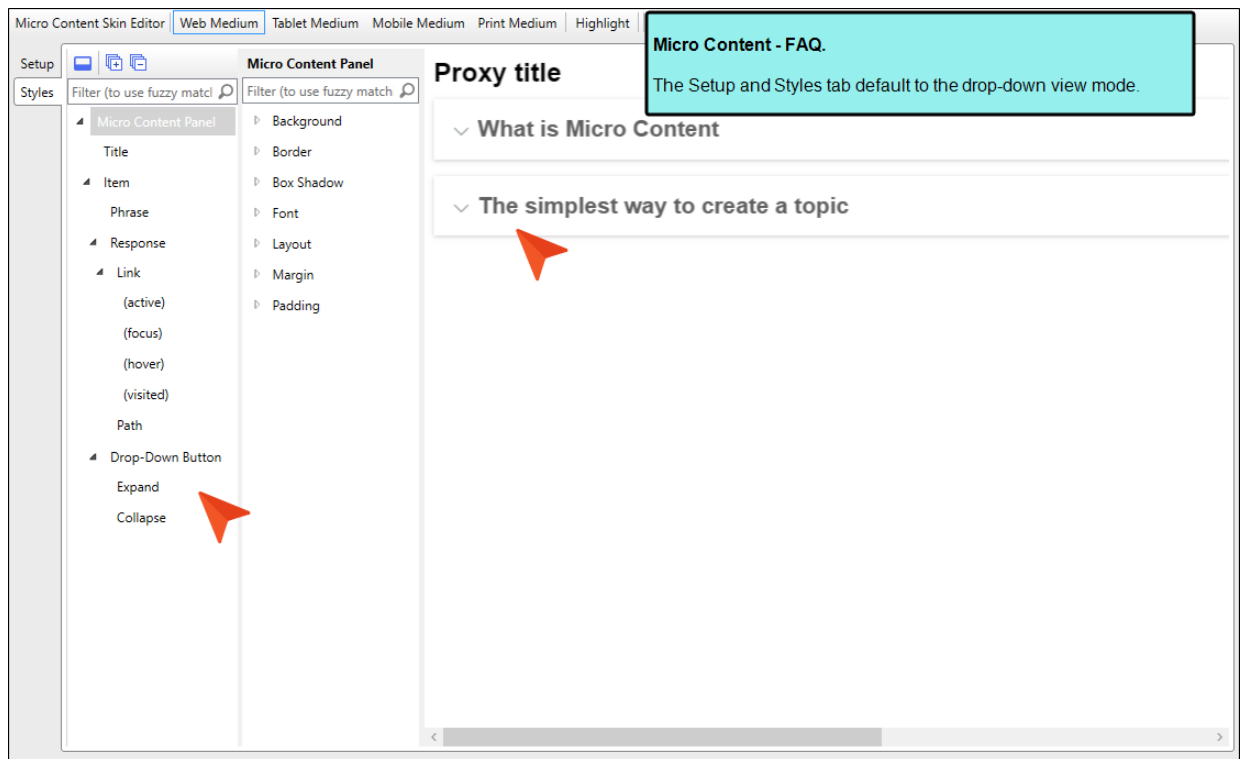 Micro Content Skin Editor Web Medium Tablet Medium Mobile Medium Print Medium Highlight
Micro Content - FAQ.
The Setup and Styles tab default to the drop-down view mode.
Setup
Styles
Filter (to use fuzzy matcl
Micro Content Panel
Title
Item
Phrase
Response
Link
(active)
(focus)
(hover)
(visited)
Path
Drop-Down Button
Expand
Collapse
Micro Content Panel
Filter (to use fuzzy match
Background
Border
Box Shadow
Font
Layout
Margin
Padding
Proxy title
What is Micro Content
The simplest way to create a topic